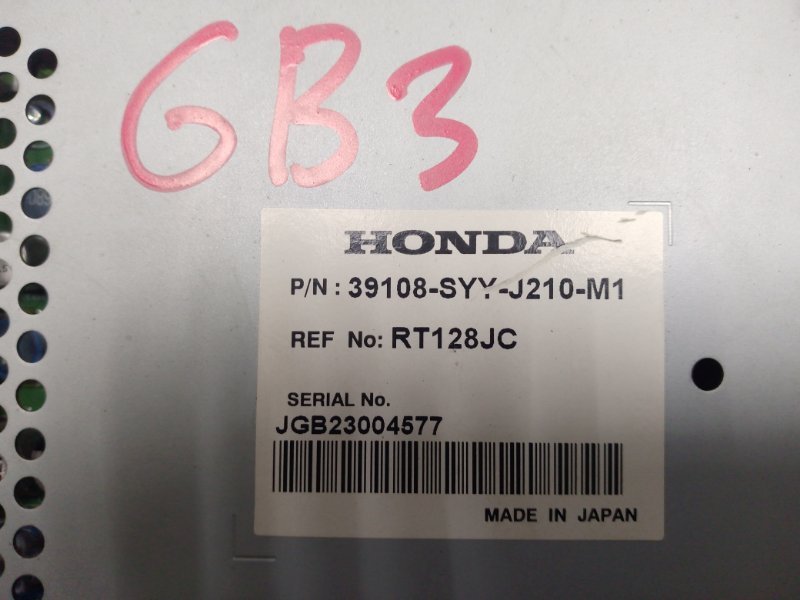 GB3
HONDA
P/N : 39108-SYY-J210-M1
REF No: RT128JC
SERIAL No.
JGB23004577
MADE IN JAPAN